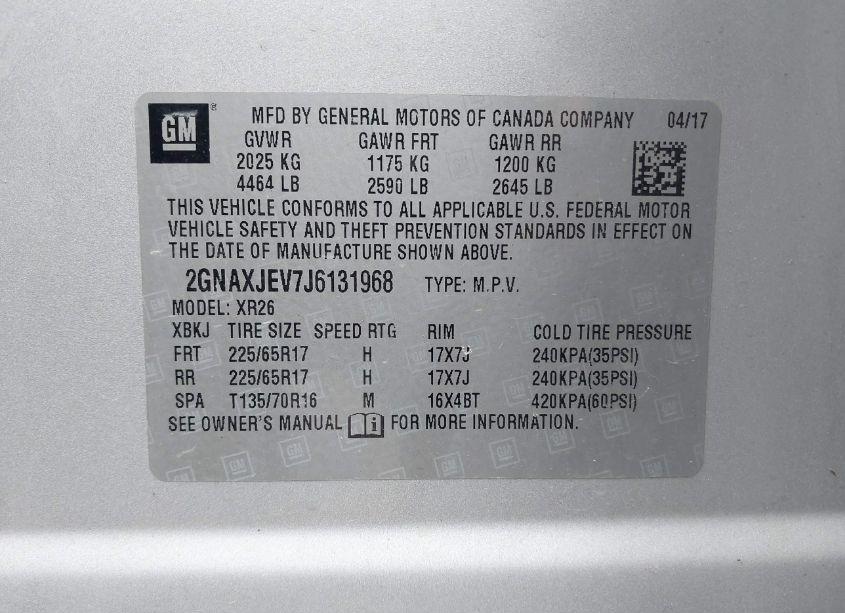 GM ® MFD BY GENERAL MOTORS OF CANADA COMPANY 04/17
GVWR GAWR FRT GAWR RR
2025 KG 1175 KG 1200 KG
4464 LB 2590 LB 2645 LB
THIS VEHICLE CONFORMS TO ALL APPLICABLE U.S. FEDERAL MOTOR
VEHICLE SAFETY AND THEFT PREVENTION STANDARDS IN EFFECT ON
THE DATE OF MANUFACTURE SHOWN ABOVE.
2GNAXJEV7J6131968 TYPE: M.P.V.
MODEL: XR26
XBKJ TIRE SIZE SPEED RTG RIM COLD TIRE PRESSURE
FRT 225/65R17 H 17X7J 240KPA(35PSI)
RR 225/65R17 H 17X7J 240KPA(35PSI)
SPA T135/70R16 M 16X4BT 420KPA(60PSI)
SEE OWNER'S MANUAL i FOR MORE INFORMATION.